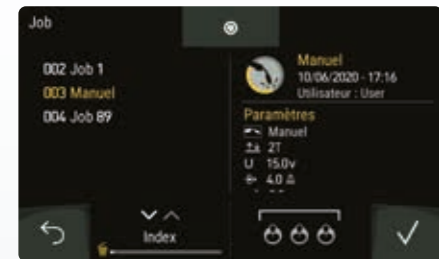 Job
002 Job 1
003 Manuel
004 Job 89
Manuel
10/06/2020 - 17:16
Utilisateur : User
Paramètres
Manuel
2T
U 15.0v
4.0
Index